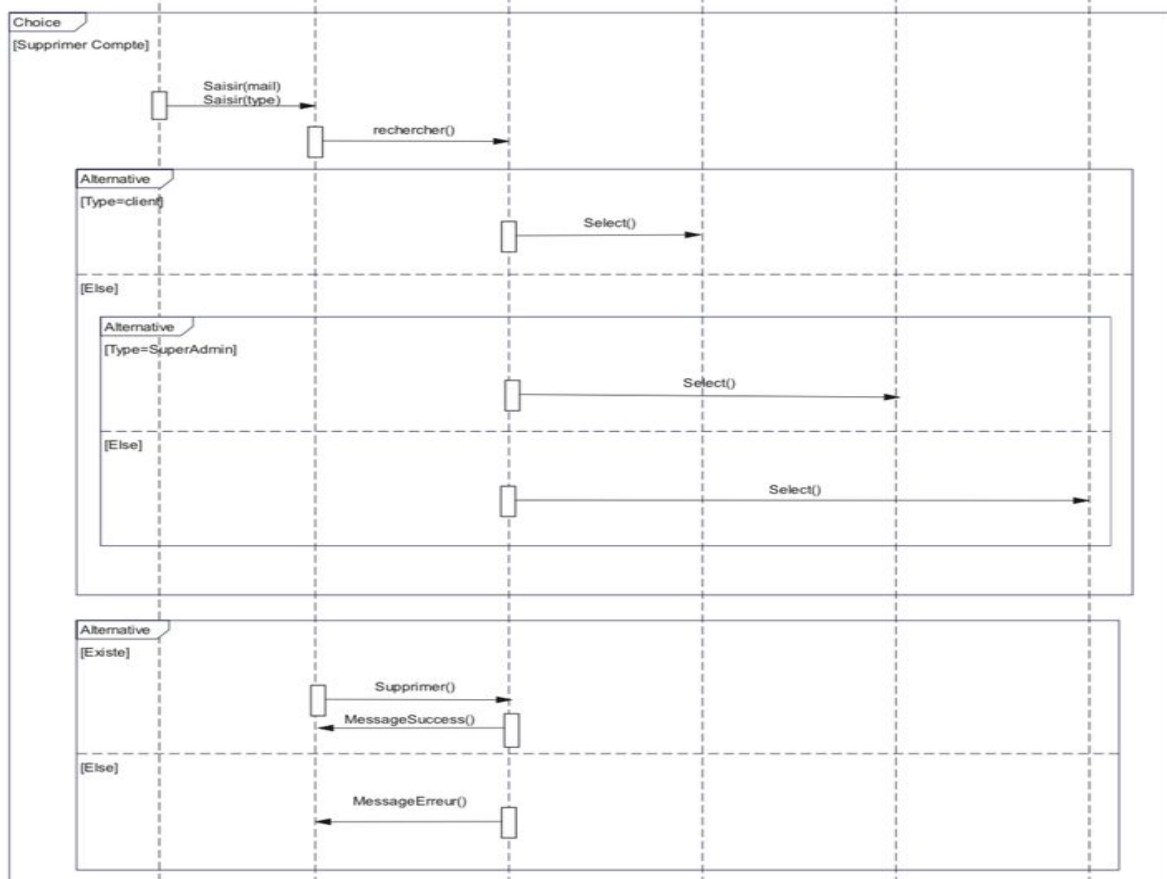 Choice
[Supprimer Compte]
Saisir(mail)
Saisir(type)
rechercher()
Alternative
[Type=client]
Select()
[Else]
Alternative
[Type=SuperAdmin]
Select()
[Else]
Select()
Alternative
[Existe]
Supprimer()
MessageSuccess()
[Else]
MessageErreur()